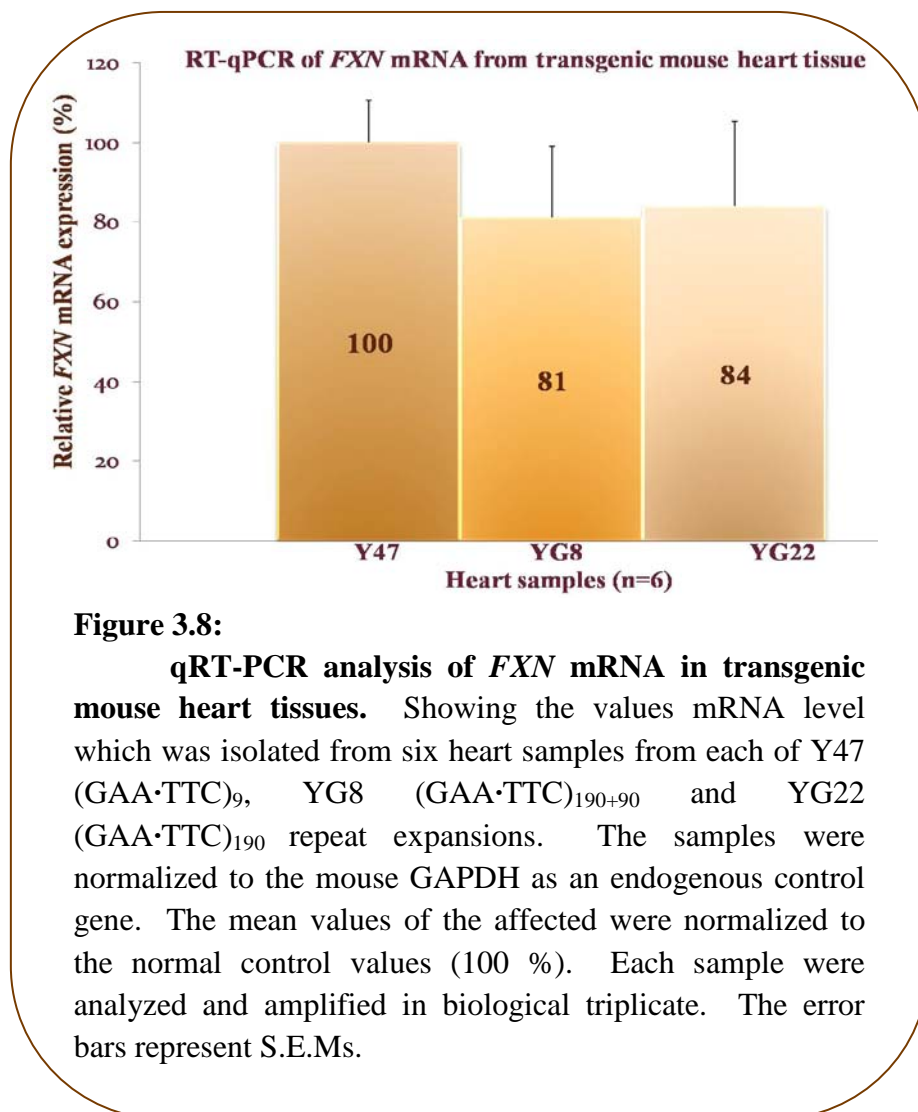 RT-qPCR of FXN mRNA from transgenic mouse heart tissue
Relative FXN mRNA expression (%)
120
100
80
60
40
20
0
100
81
84
Y47 YG8 YG22
Heart samples (n=6)
Figure 3.8:
qRT-PCR analysis of FXN mRNA in transgenic
mouse heart tissues. Showing the values mRNA level
which was isolated from six heart samples from each of Y47
(GAA·TTC)₉, YG8 (GAA·TTC)₁₉₀₊₉₀ and YG22
(GAA·TTC)₁₉₀ repeat expansions. The samples were
normalized to the mouse GAPDH as an endogenous control
gene. The mean values of the affected were normalized to
the normal control values (100 %). Each sample were
analyzed and amplified in biological triplicate. The error
bars represent S.E.Ms.